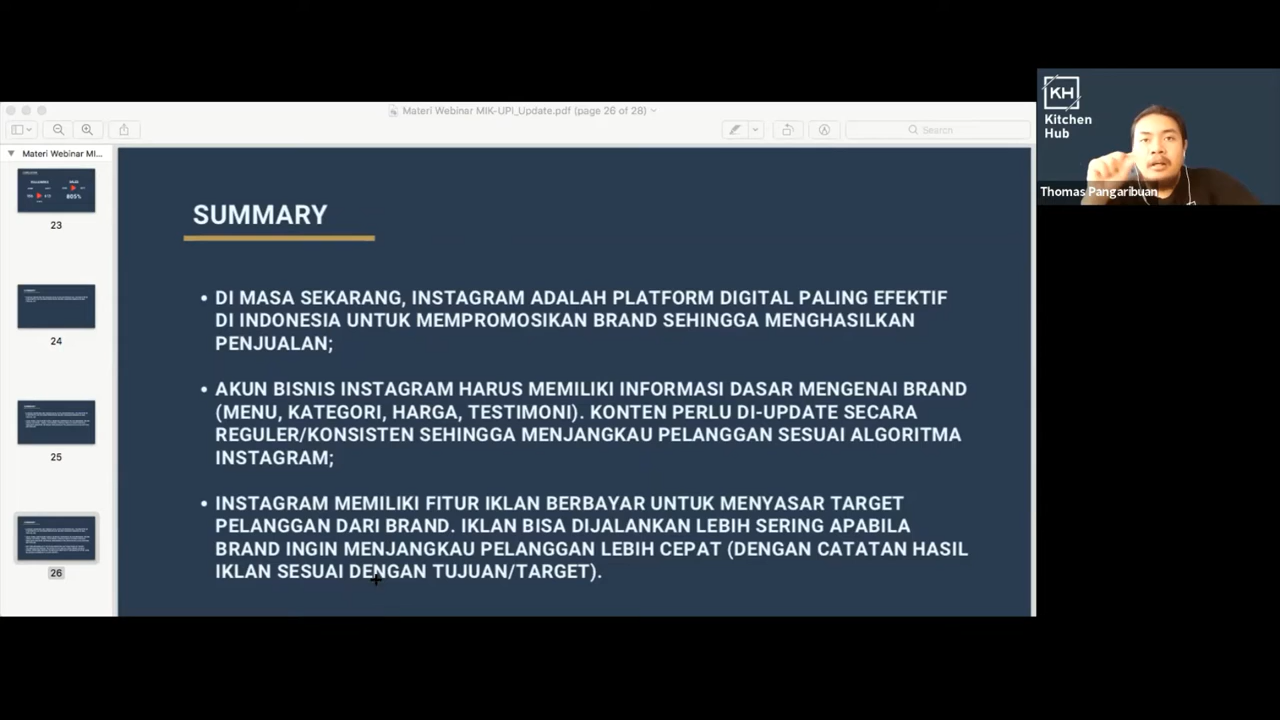 Materi Webinar MIK-UPI_Update.pdf (page 26 of 28)
Search
Materi Webinar MI...
805%
23
24
25
26
SUMMARY
• DI MASA SEKARANG, INSTAGRAM ADALAH PLATFORM DIGITAL PALING EFEKTIF
DI INDONESIA UNTUK MEMPROMOSIKAN BRAND SEHINGGA MENGHASILKAN
PENJUALAN;
• AKUN BISNIS INSTAGRAM HARUS MEMILIKI INFORMASI DASAR MENGENAI BRAND
(MENU, KATEGORI, HARGA, TESTIMONI). KONTEN PERLU DI-UPDATE SECARA
REGULER/KONSISTEN SEHINGGA MENJANGKAU PELANGGAN SESUAI ALGORITMA
INSTAGRAM;
• INSTAGRAM MEMILIKI FITUR IKLAN BERBAYAR UNTUK MENYASAR TARGET
PELANGGAN DARI BRAND. IKLAN BISA DIJALANKAN LEBIH SERING APABILA
BRAND INGIN MENJANGKAU PELANGGAN LEBIH CEPAT (DENGAN CATATAN HASIL
IKLAN SESUAI DENGAN TUJUAN/TARGET).
KH
Kitchen
Hub
Thomas Pangaribuan